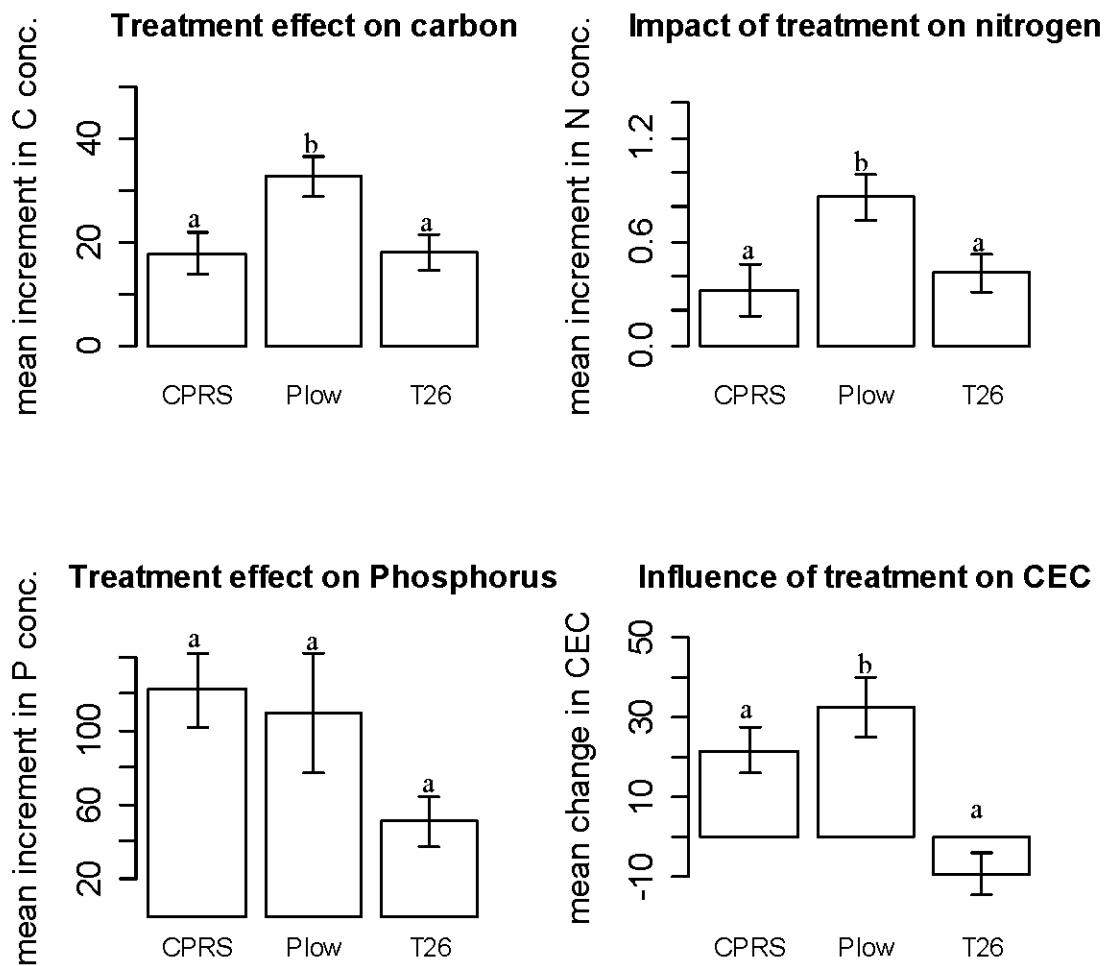 Treatment effect on carbon
mean increment in C conc.
40
20
0
a
b
a
CPRS
Plow
T26
Impact of treatment on nitrogen
mean increment in N conc.
1.2
0.6
0.0
a
b
a
CPRS
Plow
T26
Treatment effect on Phosphorus
mean increment in P conc.
100
60
20
a
a
a
CPRS
Plow
T26
Influence of treatment on CEC
mean change in CEC
50
30
10
-10
a
b
a
CPRS
Plow
T26